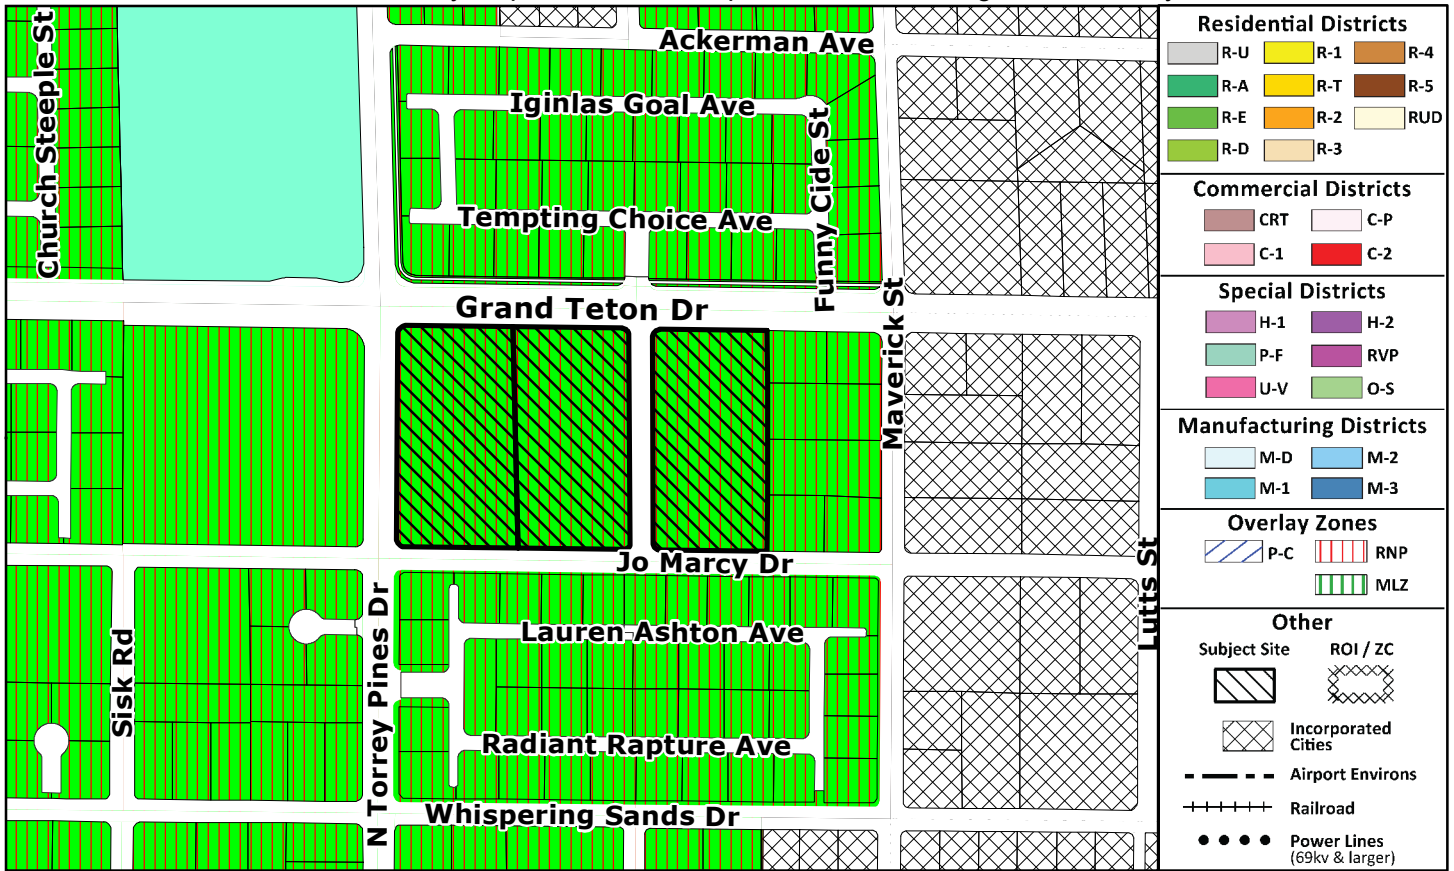 Ackerman Ave
Church Steeple St
Iginlas Goal Ave
Funny Cide St
Tempting Choice Ave
Grand Teton Dr
Maverick St
Jo Marcy Dr
Lutts St
Lauren Ashton Ave
Sisk Rd
N Torrey Pines Dr
Radiant Rapture Ave
Whispering Sands Dr
Residential Districts
R-U R-1 R-4
R-A R-T R-5
R-E R-2 RUD
R-D R-3
Commercial Districts
CRT C-P
C-1 C-2
Special Districts
H-1 H-2
P-F RVP
U-V O-S
Manufacturing Districts
M-D M-2
M-1 M-3
Overlay Zones
P-C RNP
MLZ
Other
Subject Site ROI / ZC
Incorporated
Cities
Airport Environs
Railroad
Power Lines
(69kv & larger)